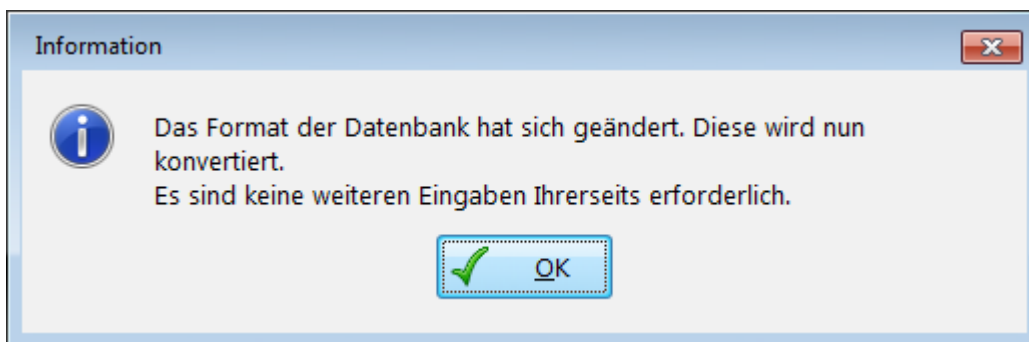 Information
Das Format der Datenbank hat sich geändert. Diese wird nun
konvertiert.
Es sind keine weiteren Eingaben Ihrerseits erforderlich.
OK